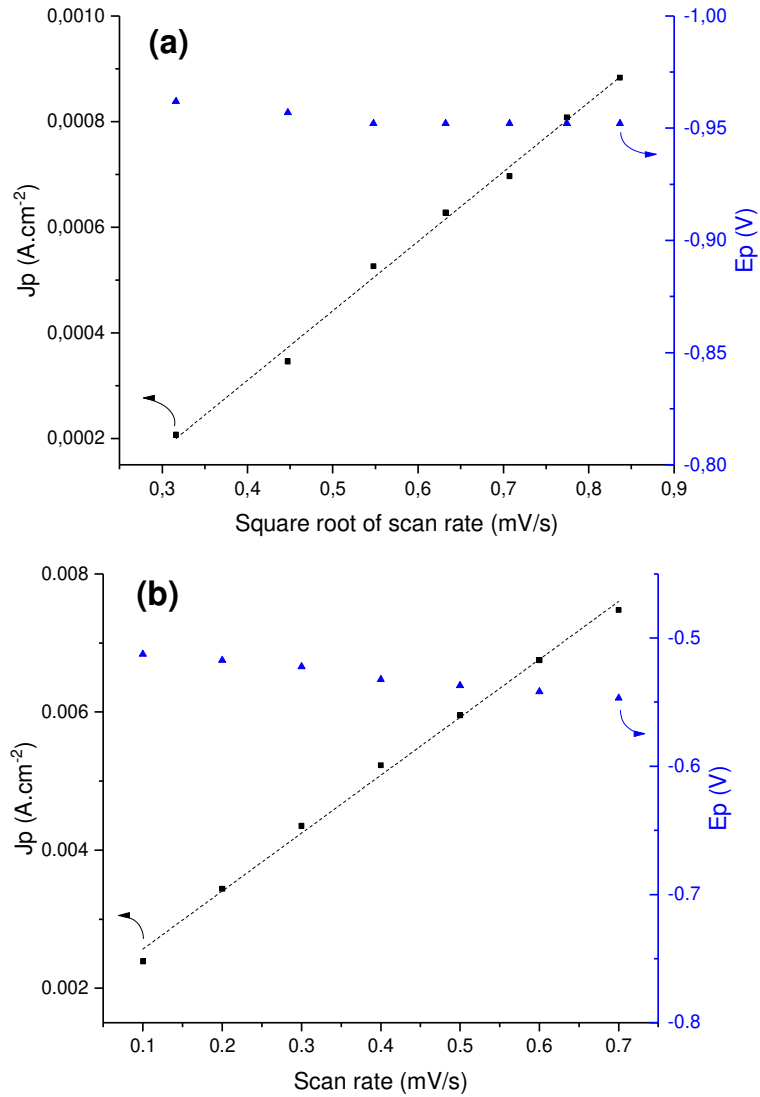 (a)
0,0010
0,0008
0,0006
0,0004
0,0002
Jp (A.cm-2)
-1,00
-0,95
-0,90
-0,85
-0,80
Ep (V)
0,3 0,4 0,5 0,6 0,7 0,8 0,9
Square root of scan rate (mV/s)
(b)
0.008
0.006
0.004
0.002
Jp (A.cm-2)
-0.5
-0.6
-0.7
-0.8
Ep (V)
0.1 0.2 0.3 0.4 0.5 0.6 0.7
Scan rate (mV/s)